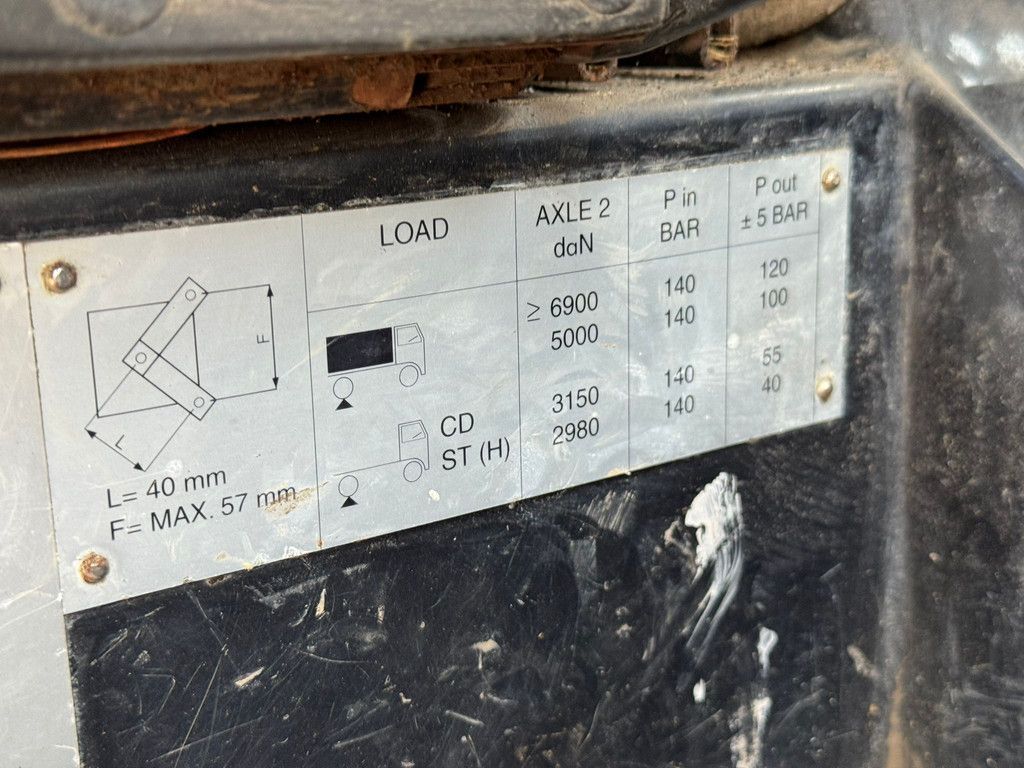 LOAD
AXLE 2
daN
P in
BAR
P out
± 5 BAR
≥ 6900 140 120
5000 140 100
CD 3150 140 55
ST (H) 2980 140 40
F
L
L= 40 mm
F= MAX. 57 mm